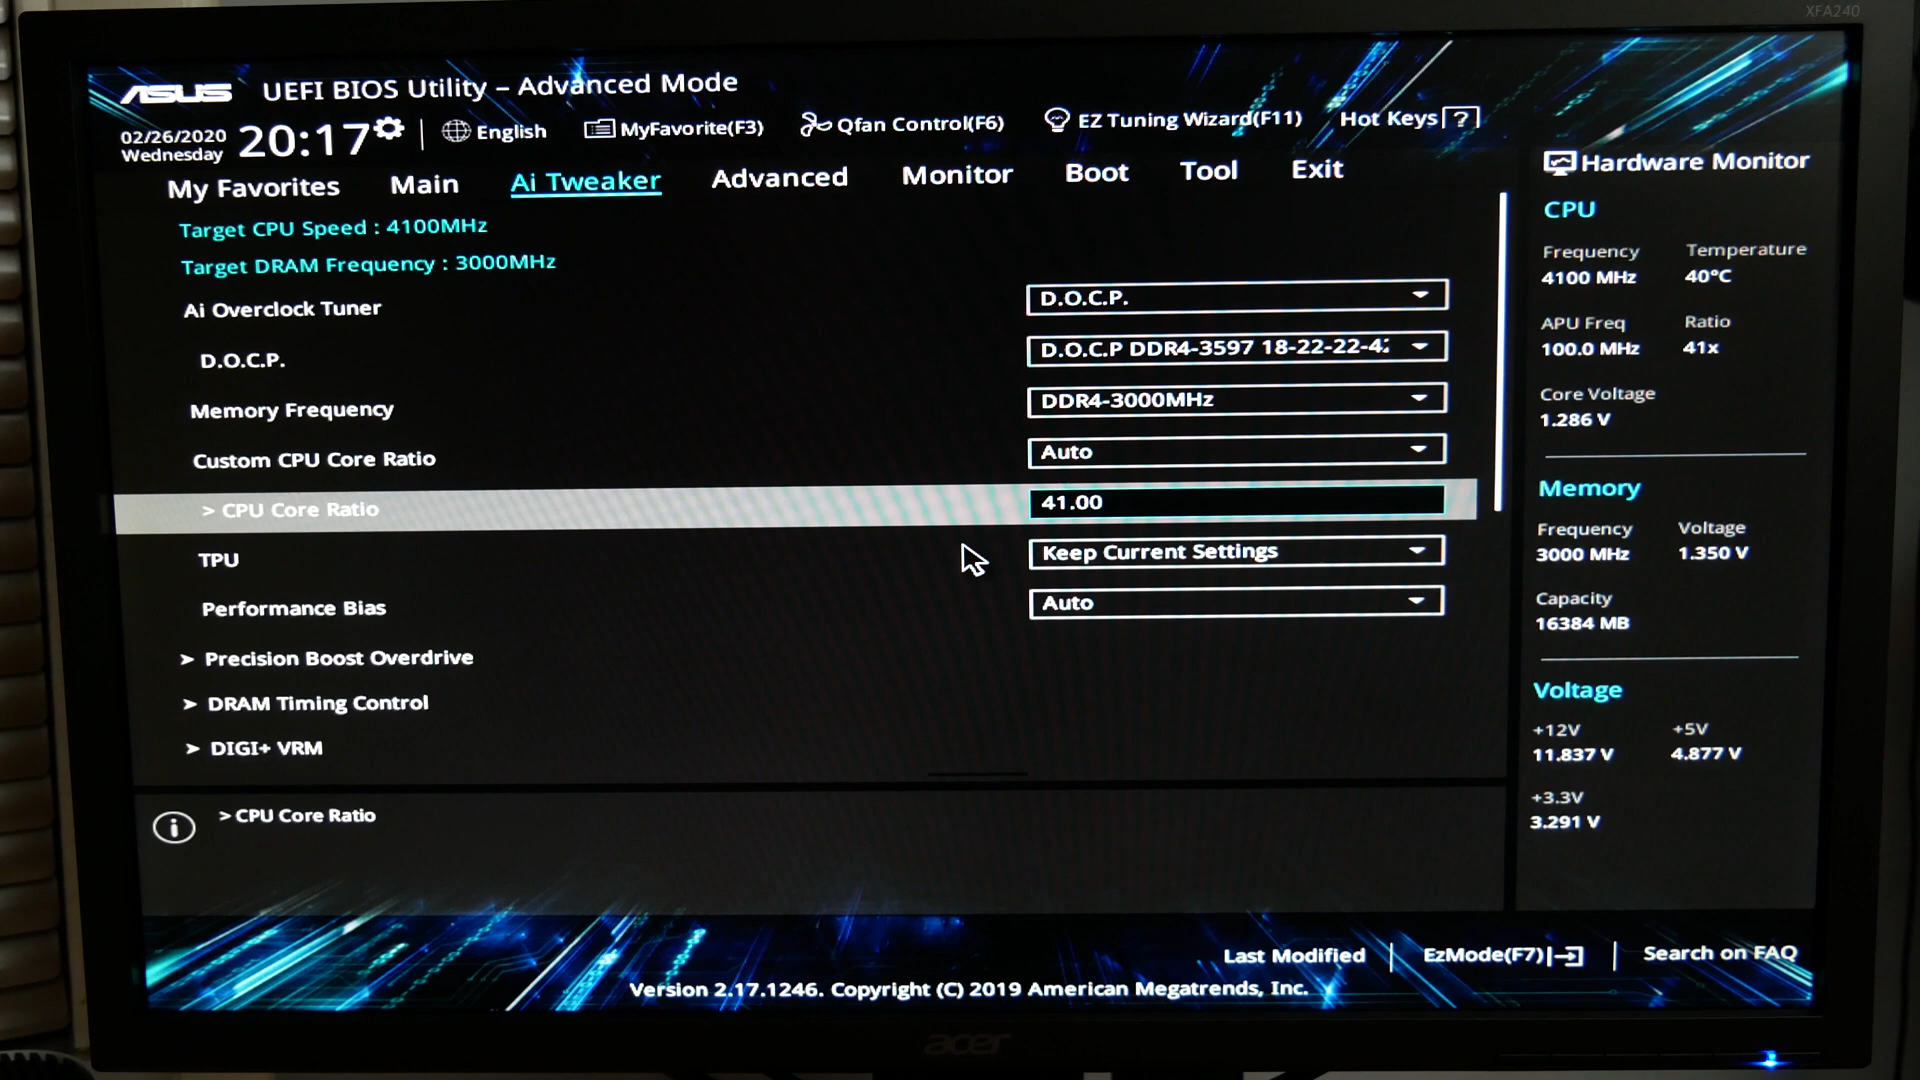 XFA240
ASUS UEFI BIOS Utility – Advanced Mode
02/26/2020
Wednesday
20:17
English
MyFavorite(F3)
Qfan Control(F6)
EZ Tuning Wizard(F11)
Hot Keys ?
My Favorites Main Ai Tweaker Advanced Monitor Boot Tool Exit
Target CPU Speed : 4100MHz
Target DRAM Frequency : 3000MHz
Ai Overclock Tuner D.O.C.P.
D.O.C.P. D.O.C.P DDR4-3597 18-22-22-42
Memory Frequency DDR4-3000MHz
Custom CPU Core Ratio Auto
> CPU Core Ratio 41.00
TPU Keep Current Settings
Performance Bias Auto
> Precision Boost Overdrive
> DRAM Timing Control
> DIGI+ VRM
i > CPU Core Ratio
Hardware Monitor
CPU
Frequency Temperature
4100 MHz 40°C
APU Freq Ratio
100.0 MHz 41x
Core Voltage
1.286 V
Memory
Frequency Voltage
3000 MHz 1.350 V
Capacity
16384 MB
Voltage
+12V +5V
11.837 V 4.877 V
+3.3V
3.291 V
Last Modified EzMode(F7) Search on FAQ
Version 2.17.1246. Copyright (C) 2019 American Megatrends, Inc.
acer